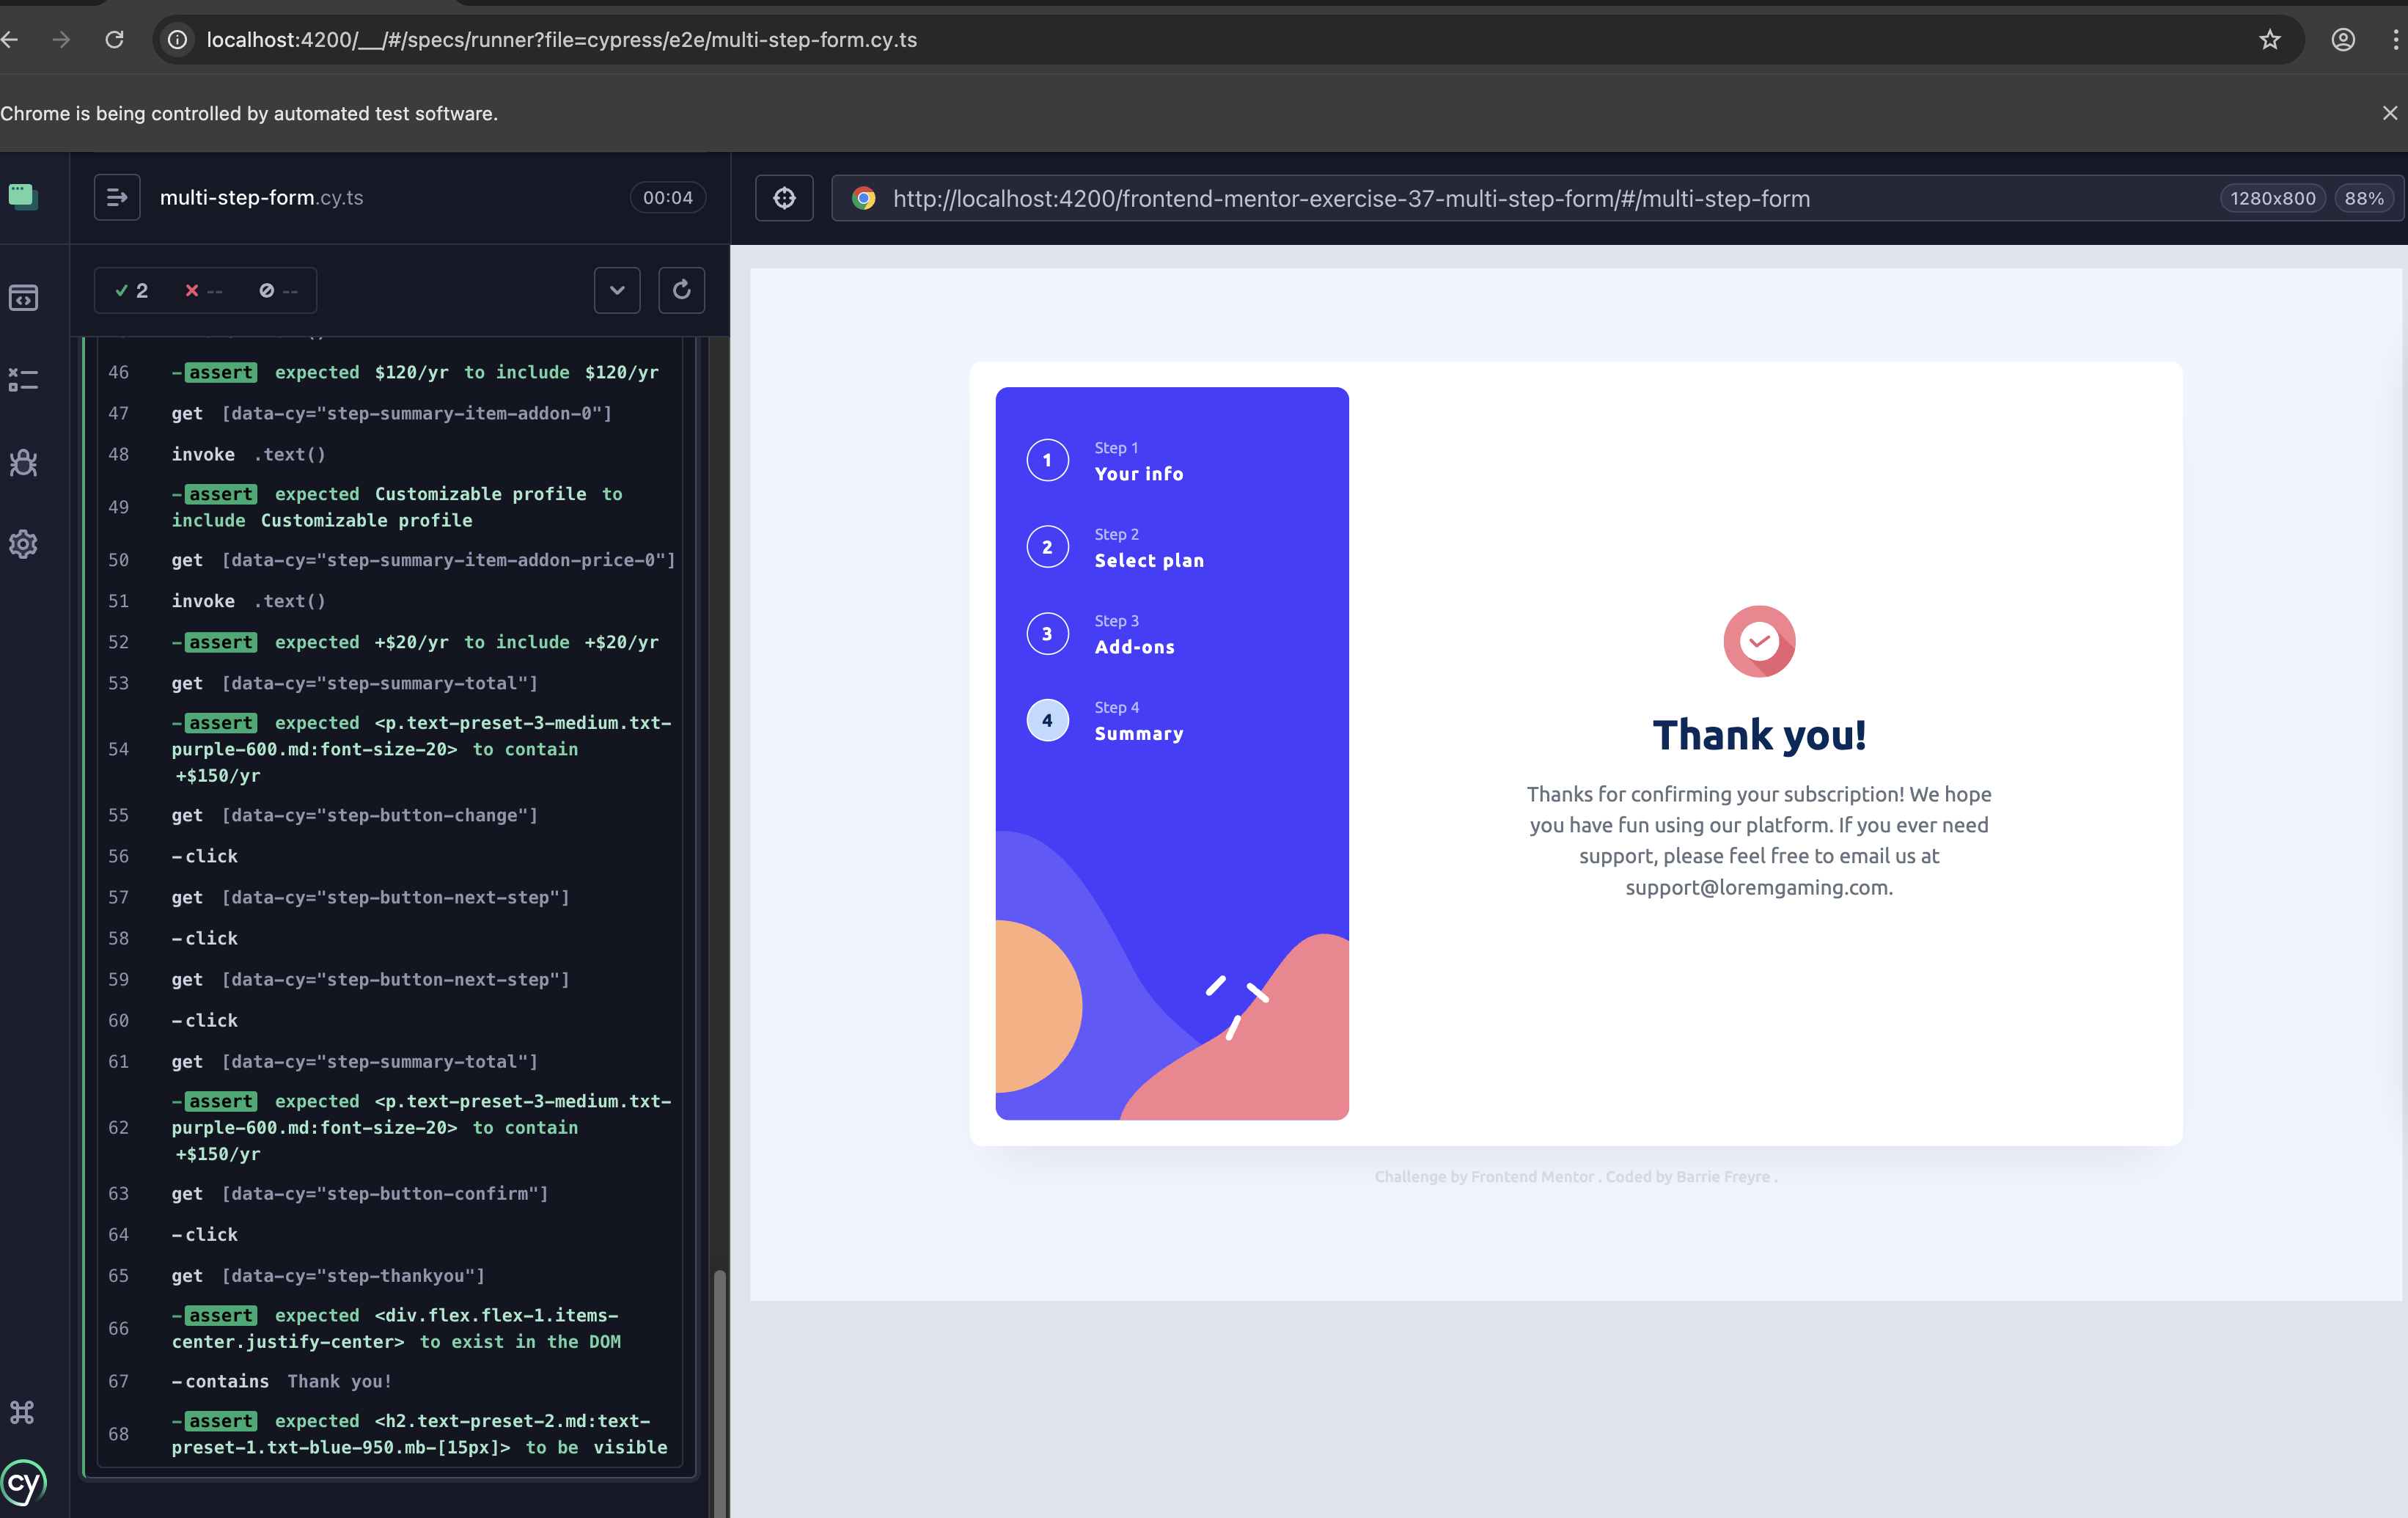 localhost:4200/__/#/specs/runner?file=cypress/e2e/multi-step-form.cy.ts
Chrome is being controlled by automated test software.
multi-step-form.cy.ts
00:04
2 -- --
46 -assert expected $120/yr to include $120/yr
47 get [data-cy="step-summary-item-addon-0"]
48 invoke .text()
49 -assert expected Customizable profile to
include Customizable profile
50 get [data-cy="step-summary-item-addon-price-0"]
51 invoke .text()
52 -assert expected +$20/yr to include +$20/yr
53 get [data-cy="step-summary-total"]
54 -assert expected <p.text-preset-3-medium.txt-
purple-600.md:font-size-20> to contain
+$150/yr
55 get [data-cy="step-button-change"]
56 -click
57 get [data-cy="step-button-next-step"]
58 -click
59 get [data-cy="step-button-next-step"]
60 -click
61 get [data-cy="step-summary-total"]
62 -assert expected <p.text-preset-3-medium.txt-
purple-600.md:font-size-20> to contain
+$150/yr
63 get [data-cy="step-button-confirm"]
64 -click
65 get [data-cy="step-thankyou"]
66 -assert expected <div.flex.flex-1.items-
center.justify-center> to exist in the DOM
67 -contains Thank you!
68 -assert expected <h2.text-preset-2.md:text-
preset-1.txt-blue-950.mb-[15px]> to be visible
cy
http://localhost:4200/frontend-mentor-exercise-37-multi-step-form/#/multi-step-form
1280x800
88%
1
Step 1
Your info
2
Step 2
Select plan
3
Step 3
Add-ons
4
Step 4
Summary
Thank you!
Thanks for confirming your subscription! We hope
you have fun using our platform. If you ever need
support, please feel free to email us at
support@loremgaming.com.
Challenge by Frontend Mentor . Coded by Barrie Freyre .